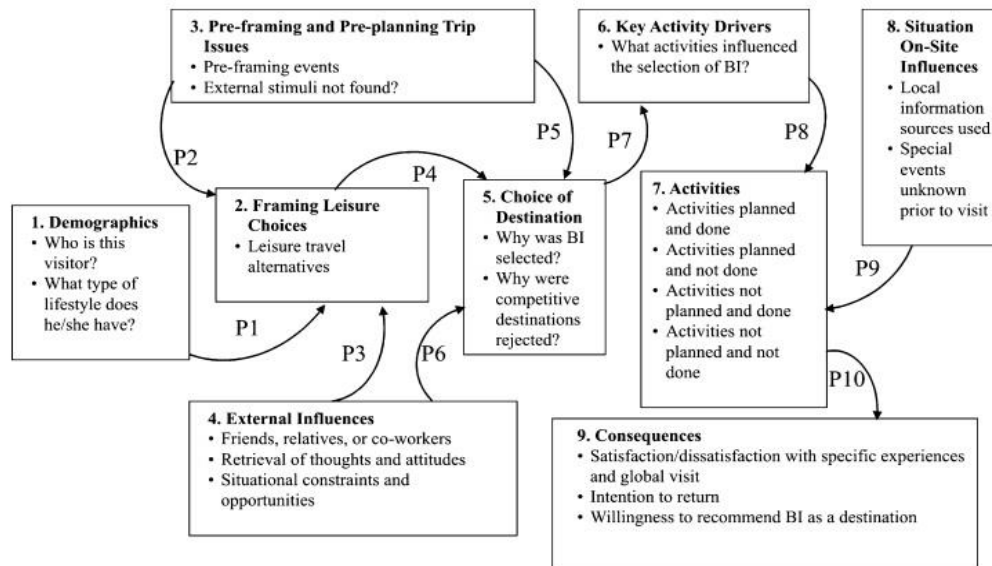 3. Pre-framing and Pre-planning Trip
Issues
• Pre-framing events
• External stimuli not found?
6. Key Activity Drivers
• What activities influenced
the selection of BI?
8. Situation
On-Site
Influences
• Local
information
sources used
• Special
events
unknown
prior to visit
P2
P5
P7
P8
P4
1. Demographics
• Who is this
visitor?
• What type of
lifestyle does
he/she have?
2. Framing Leisure
Choices
• Leisure travel
alternatives
5. Choice of
Destination
• Why was BI
selected?
• Why were
competitive
destinations
rejected?
7. Activities
• Activities planned
and done
• Activities planned
and not done
• Activities not
planned and done
• Activities not
planned and not
done
P9
P1
P3
P6
P10
4. External Influences
• Friends, relatives, or co-workers
• Retrieval of thoughts and attitudes
• Situational constraints and
opportunities
9. Consequences
• Satisfaction/dissatisfaction with specific experiences
and global visit
• Intention to return
• Willingness to recommend BI as a destination